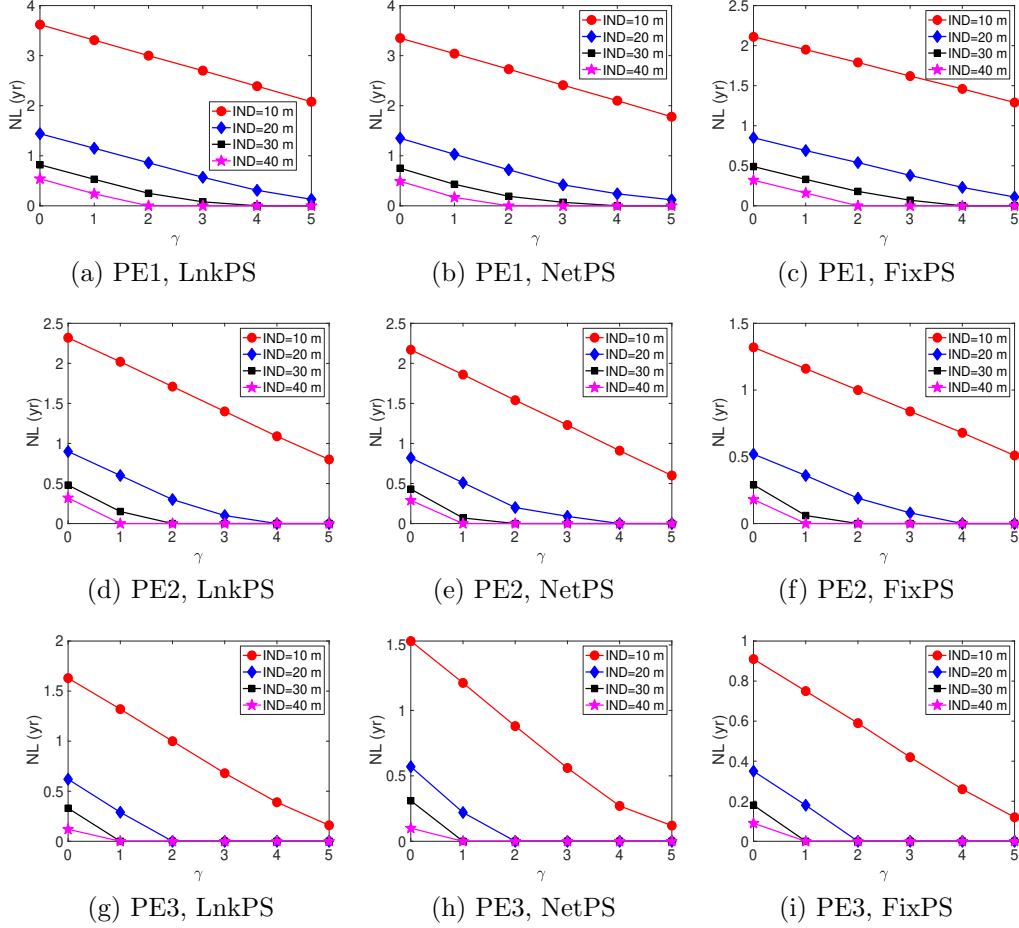 4
3
2
1
0
NL (yr)
IND=10 m
IND=20 m
IND=30 m
IND=40 m
0 1 2 3 4 5
γ
(a) PE1, LnkPS
4
3
2
1
0
NL (yr)
IND=10 m
IND=20 m
IND=30 m
IND=40 m
0 1 2 3 4 5
γ
(b) PE1, NetPS
2.5
2
1.5
1
0.5
0
NL (yr)
IND=10 m
IND=20 m
IND=30 m
IND=40 m
0 1 2 3 4 5
γ
(c) PE1, FixPS
2.5
2
1.5
1
0.5
0
NL (yr)
IND=10 m
IND=20 m
IND=30 m
IND=40 m
0 1 2 3 4 5
γ
(d) PE2, LnkPS
2.5
2
1.5
1
0.5
0
NL (yr)
IND=10 m
IND=20 m
IND=30 m
IND=40 m
0 1 2 3 4 5
γ
(e) PE2, NetPS
1.5
1
0.5
0
NL (yr)
IND=10 m
IND=20 m
IND=30 m
IND=40 m
0 1 2 3 4 5
γ
(f) PE2, FixPS
2
1.5
1
0.5
0
NL (yr)
IND=10 m
IND=20 m
IND=30 m
IND=40 m
0 1 2 3 4 5
γ
(g) PE3, LnkPS
1.5
1
0.5
0
NL (yr)
IND=10 m
IND=20 m
IND=30 m
IND=40 m
0 1 2 3 4 5
γ
(h) PE3, NetPS
1
0.8
0.6
0.4
0.2
0
NL (yr)
IND=10 m
IND=20 m
IND=30 m
IND=40 m
0 1 2 3 4 5
γ
(i) PE3, FixPS